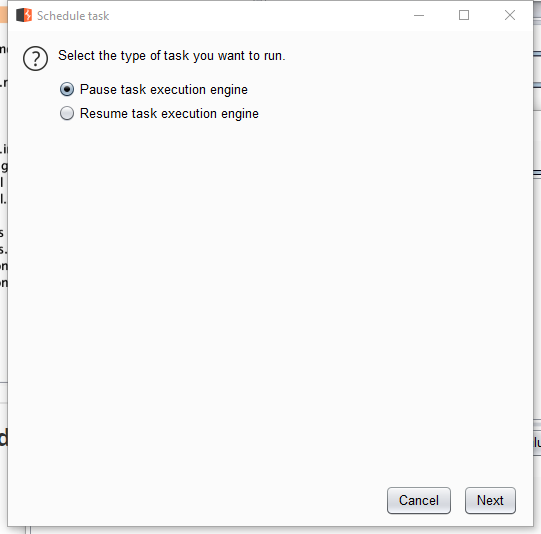 Schedule task
Select the type of task you want to run.
Pause task execution engine
Resume task execution engine
Cancel
Next